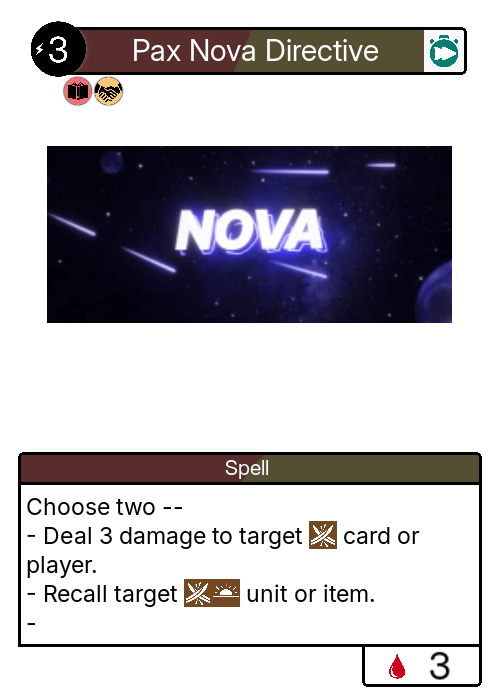 3 Pax Nova Directive
NOVA
Spell
Choose two --
- Deal 3 damage to target card or
player.
- Recall target unit or item.
-
3